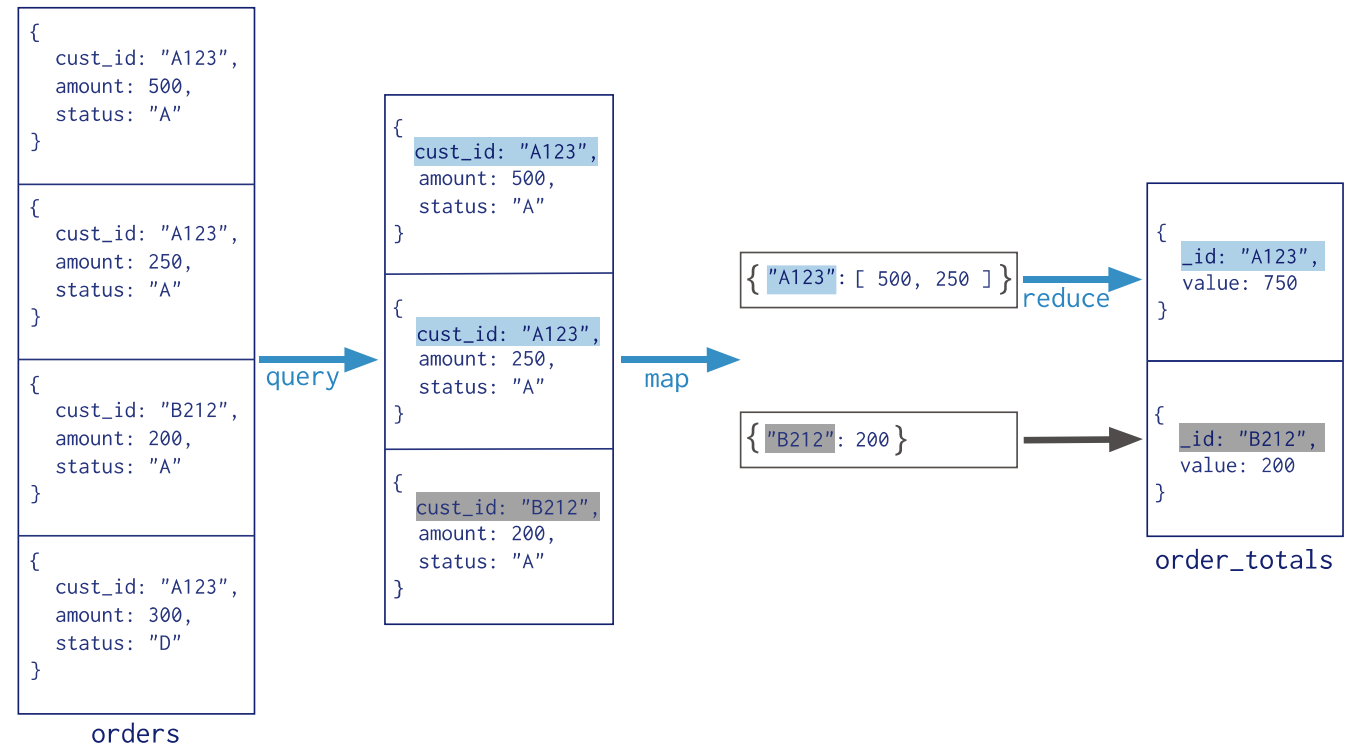 {
cust_id: "A123",
amount: 500,
status: "A"
}
{
cust_id: "A123",
amount: 250,
status: "A"
}
{
cust_id: "B212",
amount: 200,
status: "A"
}
{
cust_id: "A123",
amount: 300,
status: "D"
}
orders
query
{
cust_id: "A123",
amount: 500,
status: "A"
}
{
cust_id: "A123",
amount: 250,
status: "A"
}
{
cust_id: "B212",
amount: 200,
status: "A"
}
map
{ "A123": [ 500, 250 ] }
{ "B212": 200 }
reduce
{
_id: "A123",
value: 750
}
{
_id: "B212",
value: 200
}
order_totals